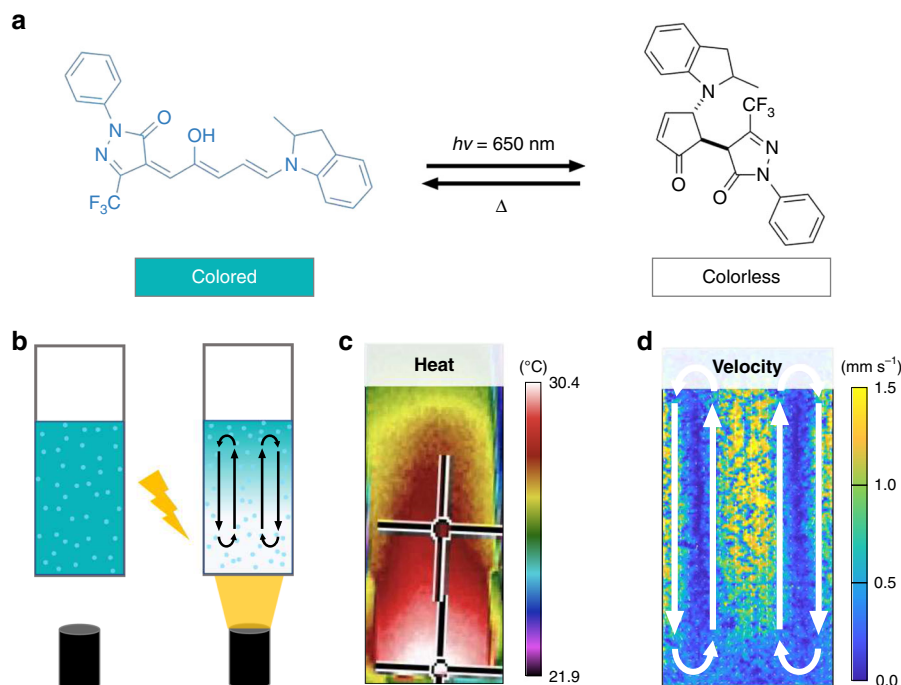 a
N
N
O
OH
N
F₃C
hν = 650 nm
Δ
N
CF₃
N
N
O
O
Colored
Colorless
b
c
Heat
(°C)
30.4
21.9
d
Velocity
(mm s⁻¹)
1.5
1.0
0.5
0.0